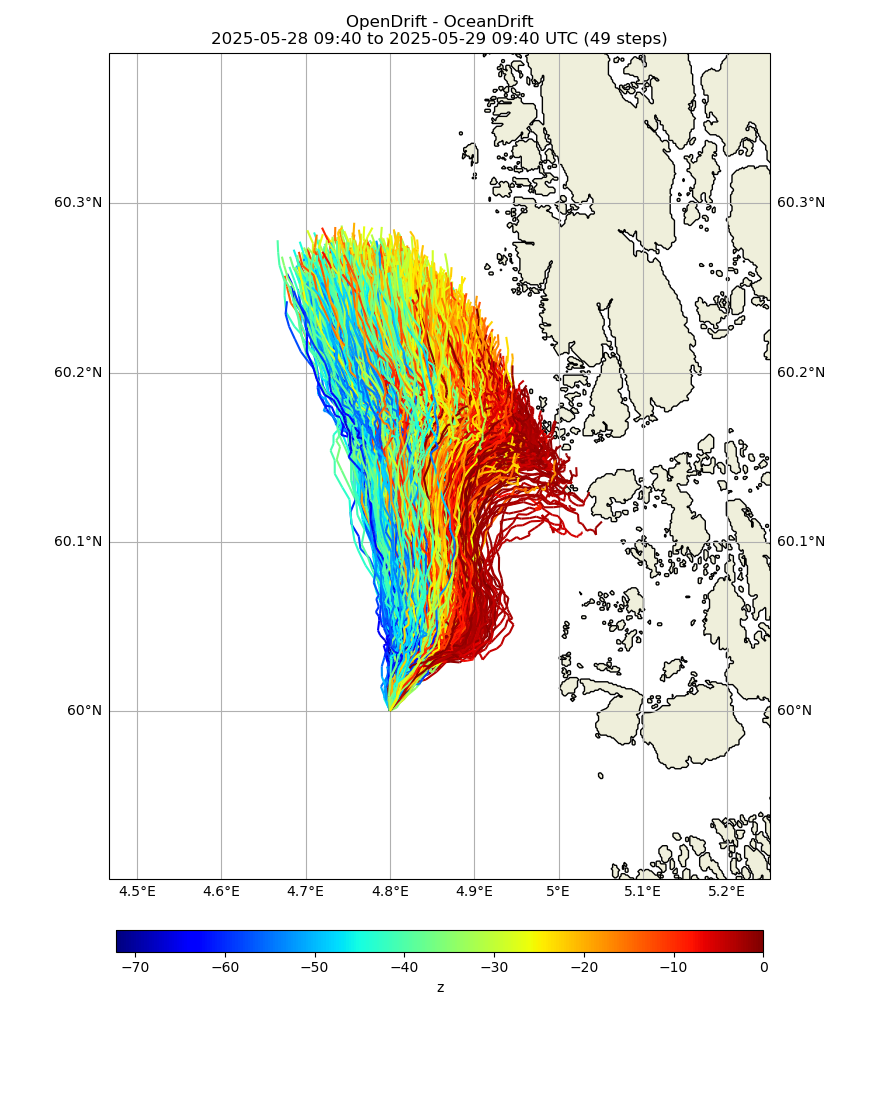 OpenDrift - OceanDrift
2025-05-28 09:40 to 2025-05-29 09:40 UTC (49 steps)
60.3°N 60.3°N
60.2°N 60.2°N
60.1°N 60.1°N
60°N 60°N
4.5°E 4.6°E 4.7°E 4.8°E 4.9°E 5°E 5.1°E 5.2°E
−70 −60 −50 −40 −30 −20 −10 0
z